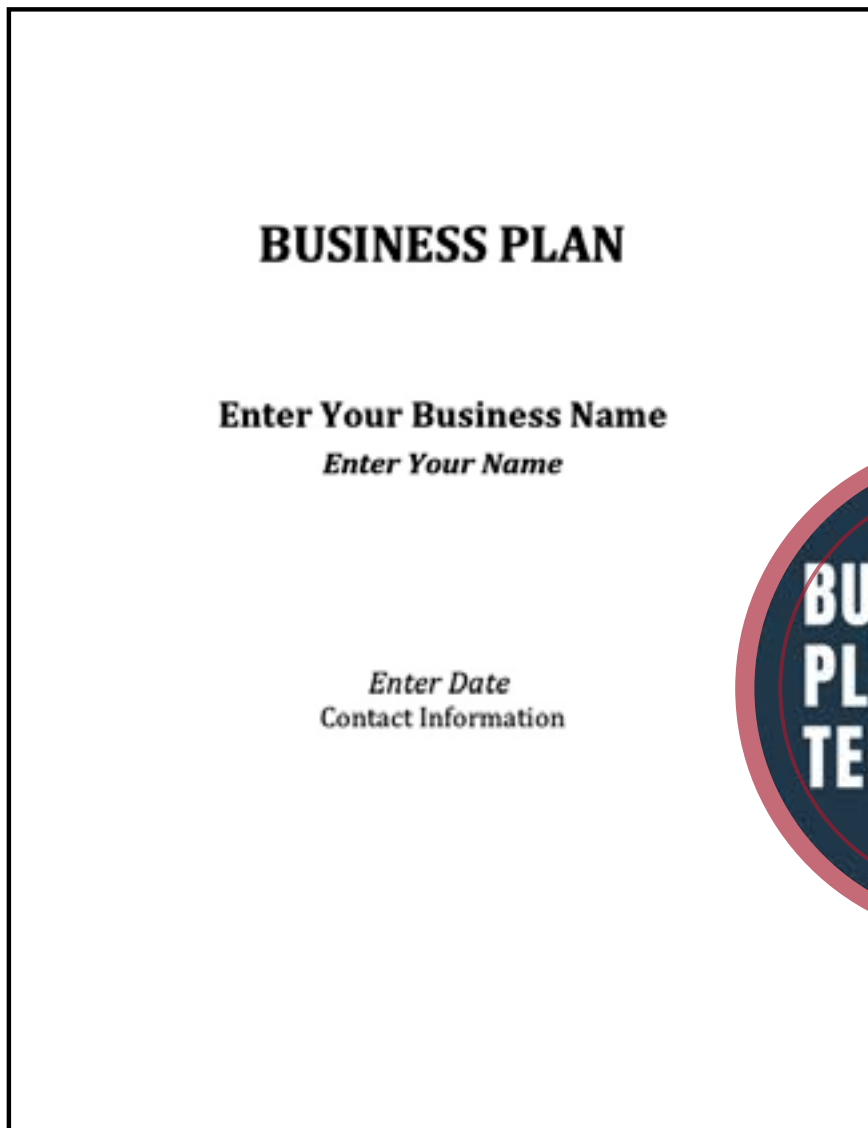 BUSINESS PLAN
Enter Your Business Name
Enter Your Name
Enter Date
Contact Information
BU
PL
TE